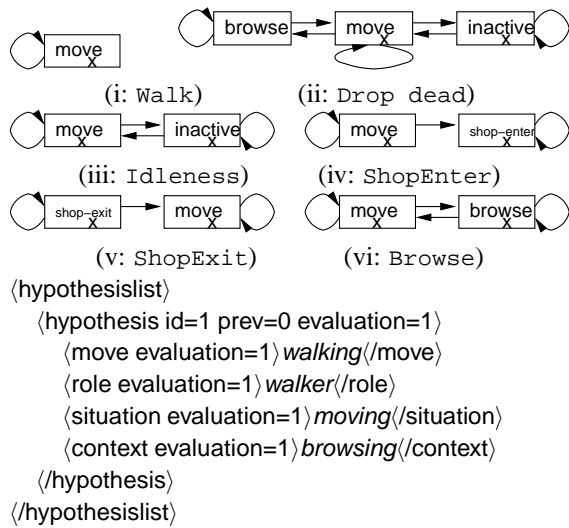 browse move inactive
x x
move
x
(i: Walk) (ii: Drop dead)
move inactive move shop−enter
x x x x
(iii: Idleness) (iv: ShopEnter)
shop−exit move move browse
x x x x
(v: ShopExit) (vi: Browse)
⟨hypothesislist⟩
⟨hypothesis id=1 prev=0 evaluation=1⟩
⟨move evaluation=1⟩walking⟨/move⟩
⟨role evaluation=1⟩walker⟨/role⟩
⟨situation evaluation=1⟩moving⟨/situation⟩
⟨context evaluation=1⟩browsing⟨/context⟩
⟨/hypothesis⟩
⟨/hypothesislist⟩